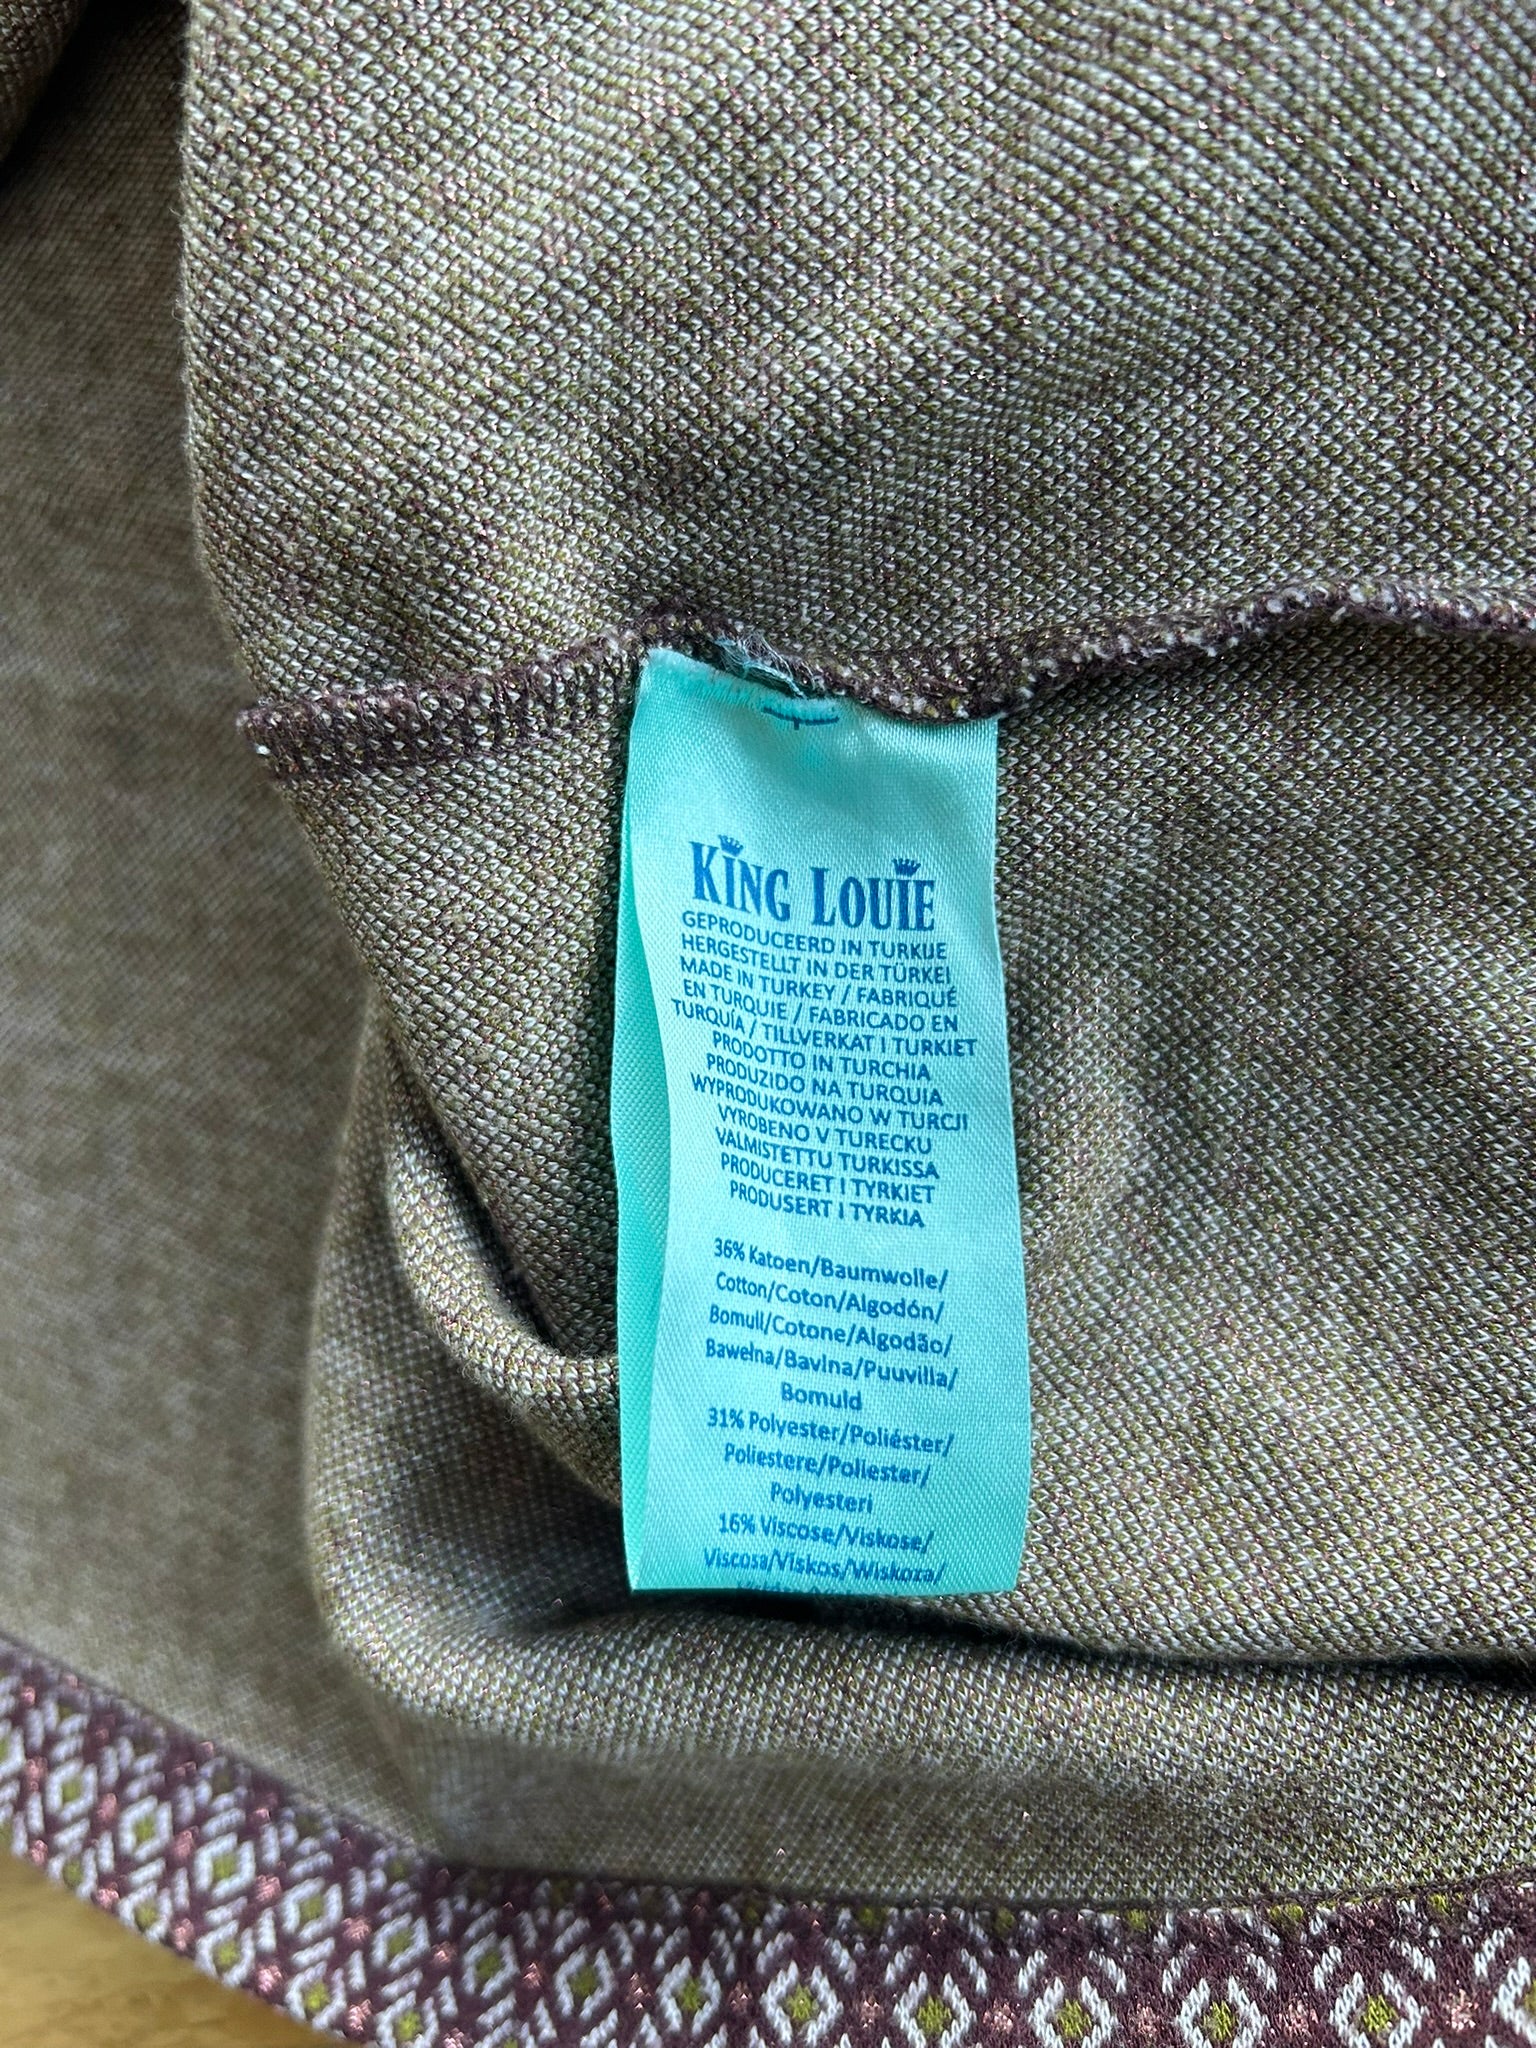 KING LOUIE
GEPRODUCEERD IN TURKIJE
HERGESTELLT IN DER TÜRKEI
MADE IN TURKEY / FABRIQUÉ
EN TURQUIE / FABRICADO EN
TURQUÍA / TILLVERKAT I TURKIET
PRODOTTO IN TURCHIA
PRODUZIDO NA TURQUIA
WYPRODUKOWANO W TURCJI
VYROBENO V TURECKU
VALMISTETTU TURKISSA
PRODUCERET I TYRKIET
PRODUSERT I TYRKIA
36% Katoen/Baumwolle/
Cotton/Coton/Algodón/
Bomull/Cotone/Algodão/
Bawełna/Bavlna/Puuvilla/
Bomuld
31% Polyester/Poliéster/
Poliestere/Poliester/
Polyesteri
16% Viscose/Viskose/
Viscosa/Viskos/Wiskoza/